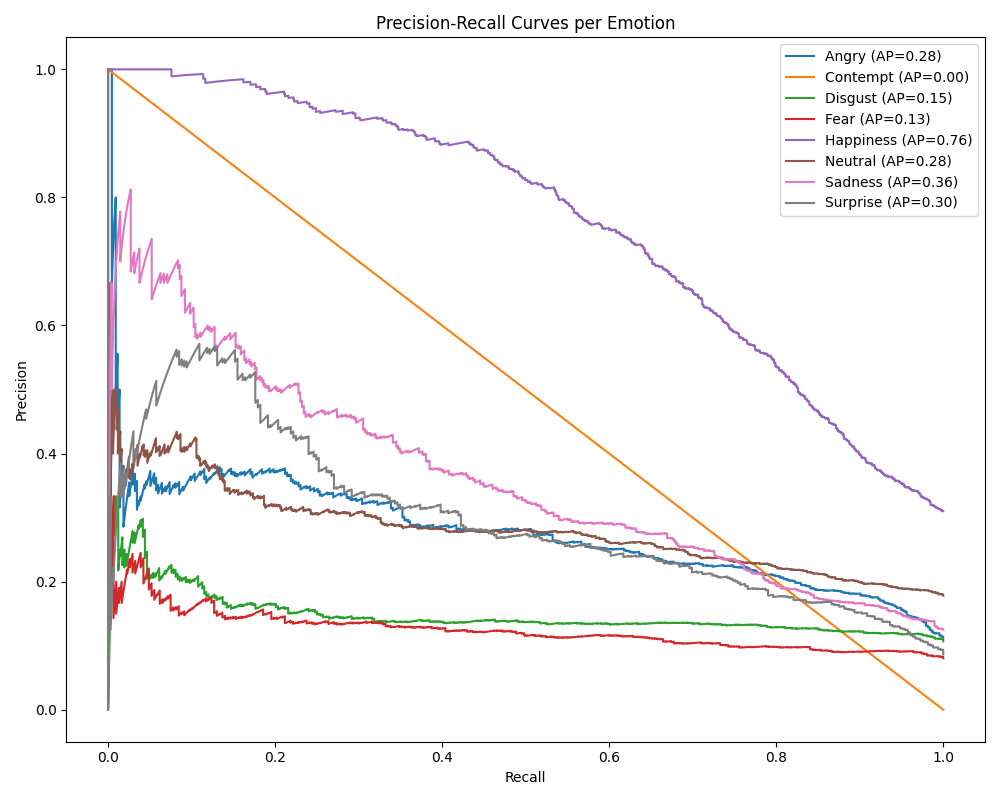 Precision-Recall Curves per Emotion
Angry (AP=0.28)
Contempt (AP=0.00)
Disgust (AP=0.15)
Fear (AP=0.13)
Happiness (AP=0.76)
Neutral (AP=0.28)
Sadness (AP=0.36)
Surprise (AP=0.30)
Precision
1.0
0.8
0.6
0.4
0.2
0.0
0.0 0.2 0.4 0.6 0.8 1.0
Recall